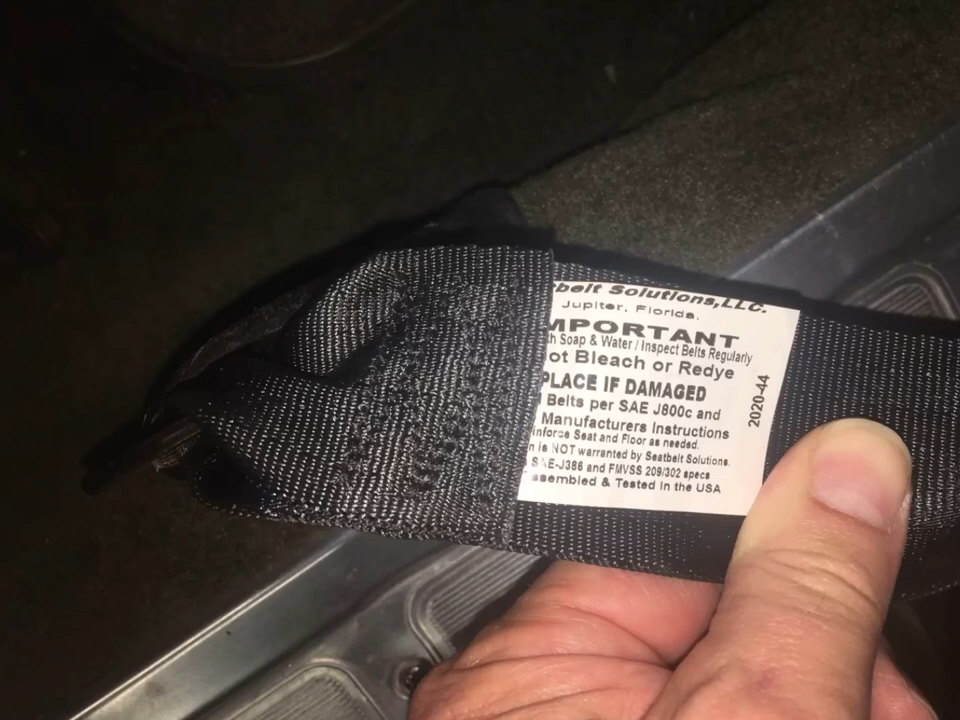 tbelt Solutions,LLC.
Jupiter, Florida.
MPORTANT
th Soap & Water / Inspect Belts Regularly
ot Bleach or Redye
PLACE IF DAMAGED
Belts per SAE J800c and
Manufacturers Instructions
inforce Seat and Floor as needed.
n is NOT warranted by Seatbelt Solutions.
SAE-J386 and FMVSS 209/302 specs
ssembled & Tested in the USA
2020-44